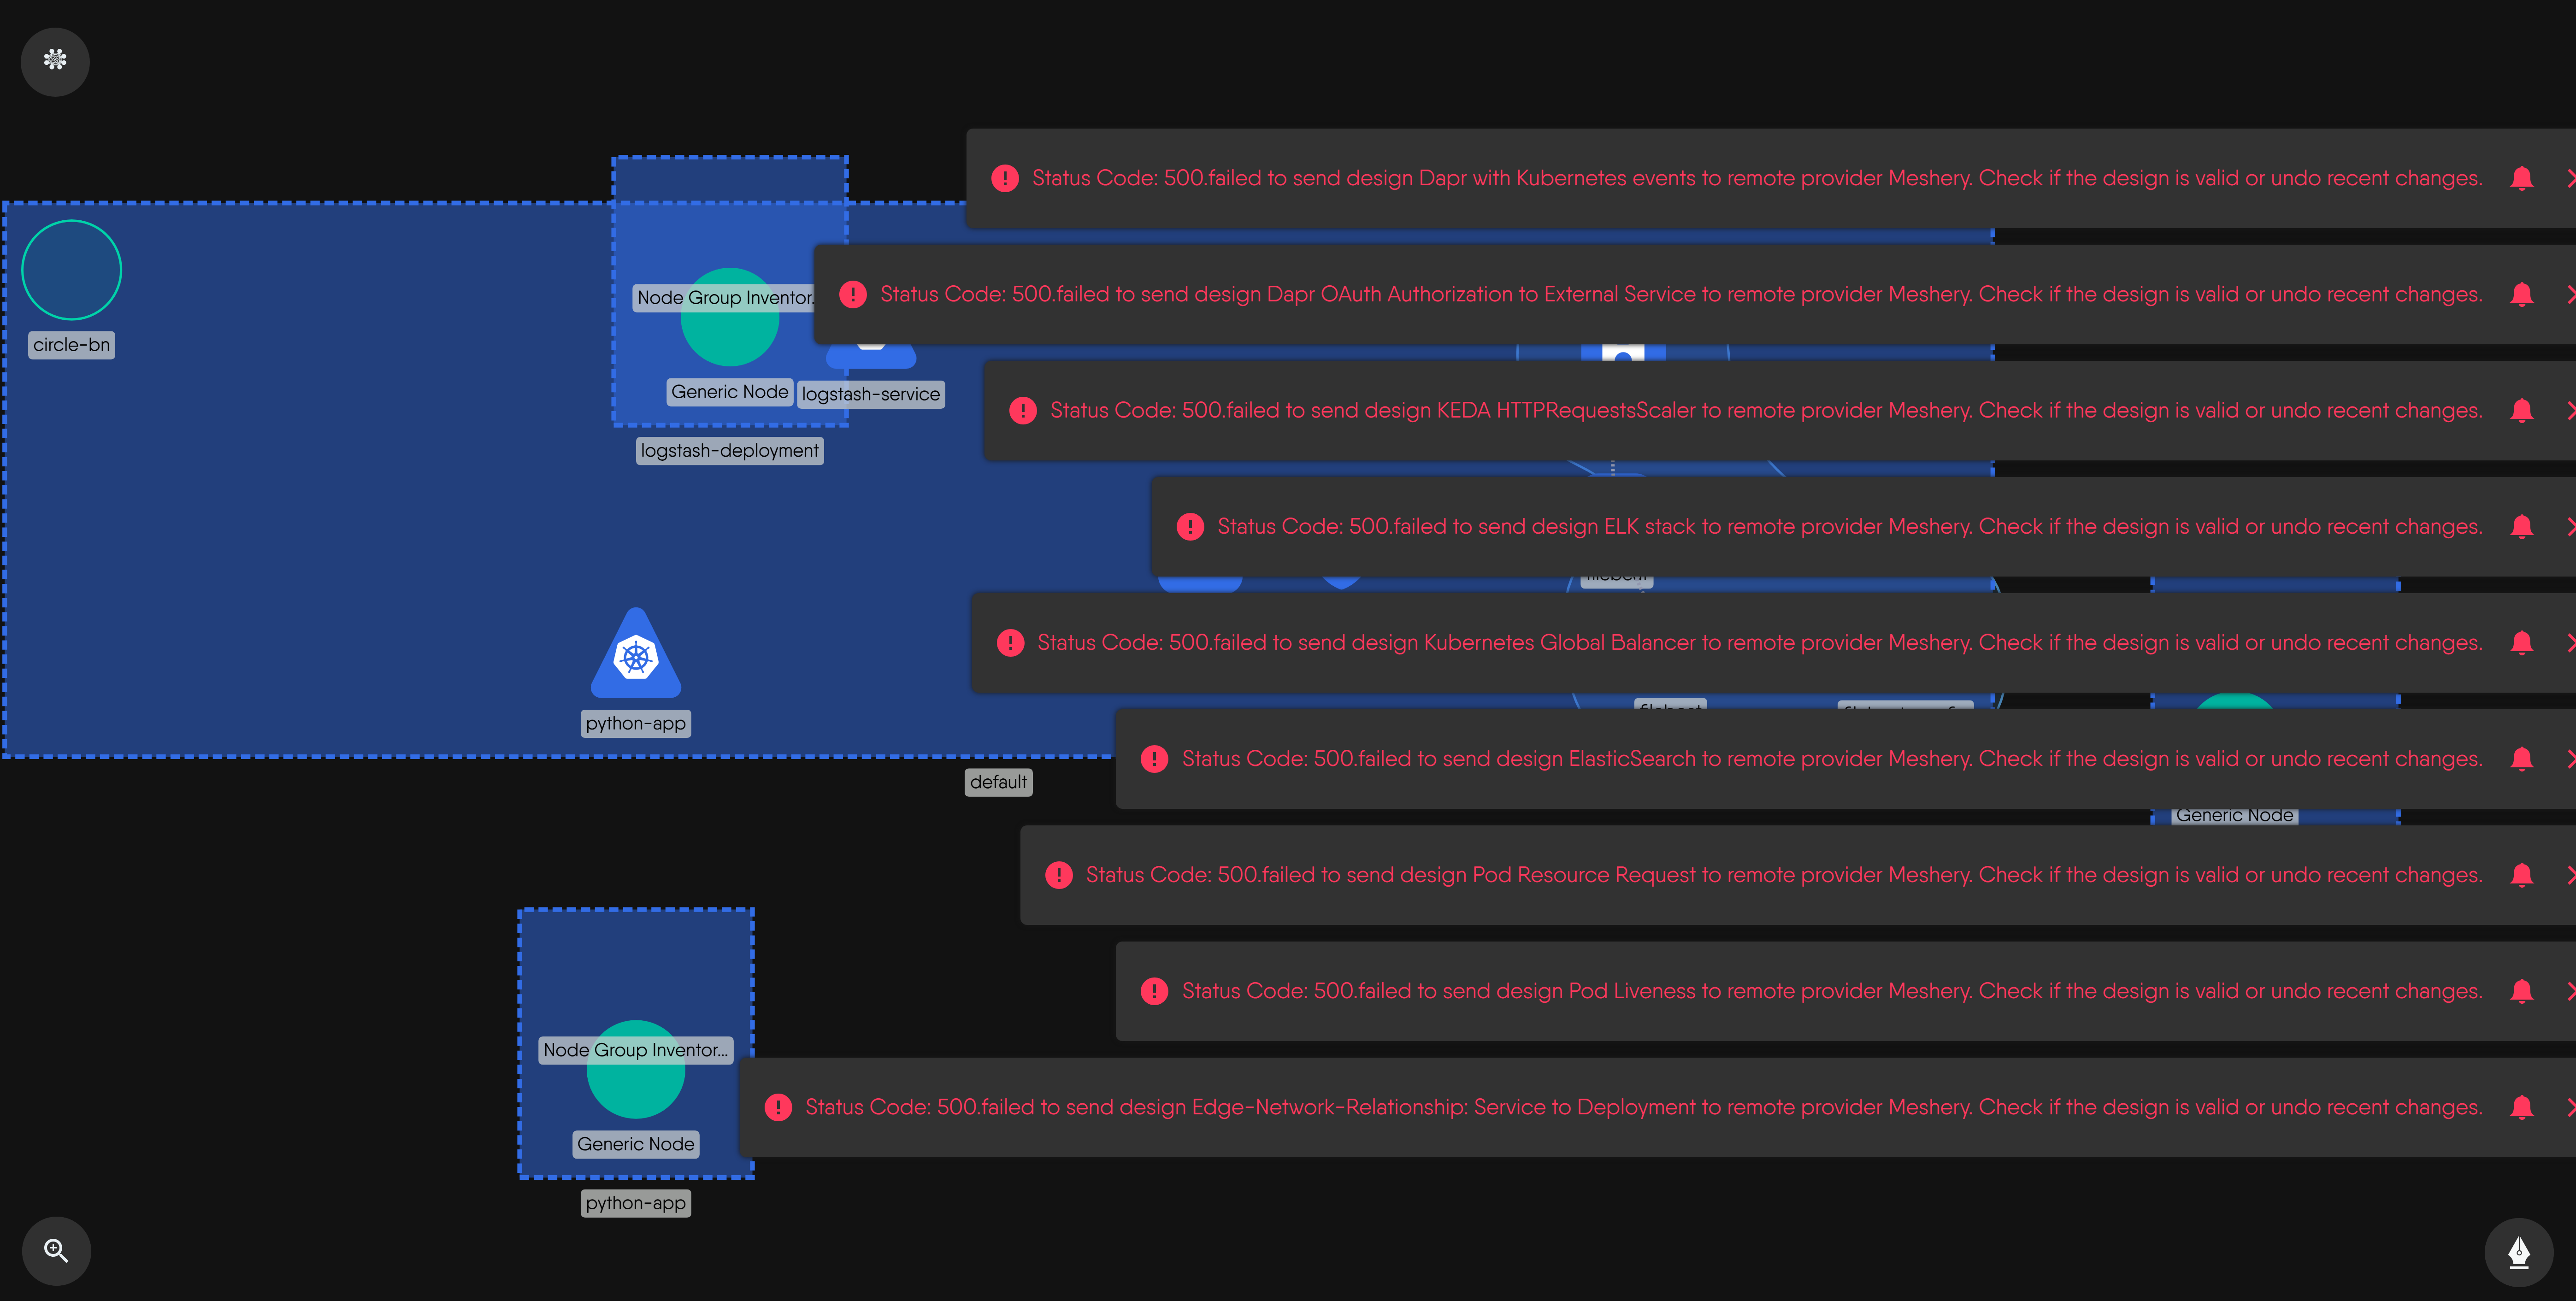 Status Code: 500.failed to send design Dapr with Kubernetes events to remote provider Meshery. Check if the design is valid or undo recent changes.
Status Code: 500.failed to send design Dapr OAuth Authorization to External Service to remote provider Meshery. Check if the design is valid or undo recent changes.
Node Group Inventor..
circle-bn
Generic Node
logstash-service
Status Code: 500.failed to send design KEDA HTTPRequestsScaler to remote provider Meshery. Check if the design is valid or undo recent changes.
logstash-deployment
Status Code: 500.failed to send design ELK stack to remote provider Meshery. Check if the design is valid or undo recent changes.
Status Code: 500.failed to send design Kubernetes Global Balancer to remote provider Meshery. Check if the design is valid or undo recent changes.
python-app
Status Code: 500.failed to send design ElasticSearch to remote provider Meshery. Check if the design is valid or undo recent changes.
default
Generic Node
Status Code: 500.failed to send design Pod Resource Request to remote provider Meshery. Check if the design is valid or undo recent changes.
Status Code: 500.failed to send design Pod Liveness to remote provider Meshery. Check if the design is valid or undo recent changes.
Node Group Inventor...
Status Code: 500.failed to send design Edge-Network-Relationship: Service to Deployment to remote provider Meshery. Check if the design is valid or undo recent changes.
Generic Node
python-app